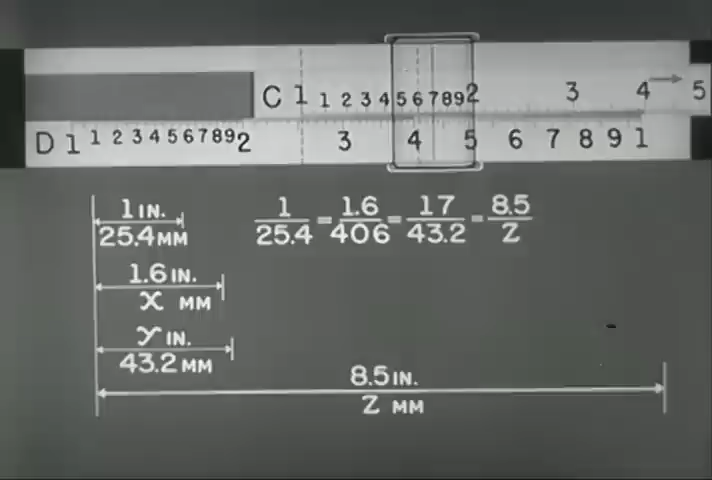 C 1 1 2 3 4 5 6 7 8 9 2 3 4 5
D 1 1 2 3 4 5 6 7 8 9 2 3 4 5 6 7 8 9 1
1/25.4 = 1.6/406 = 17/43.2 = 8.5/Z
1 IN.
25.4 MM
1.6 IN.
X MM
Y IN.
43.2 MM
8.5 IN.
Z MM